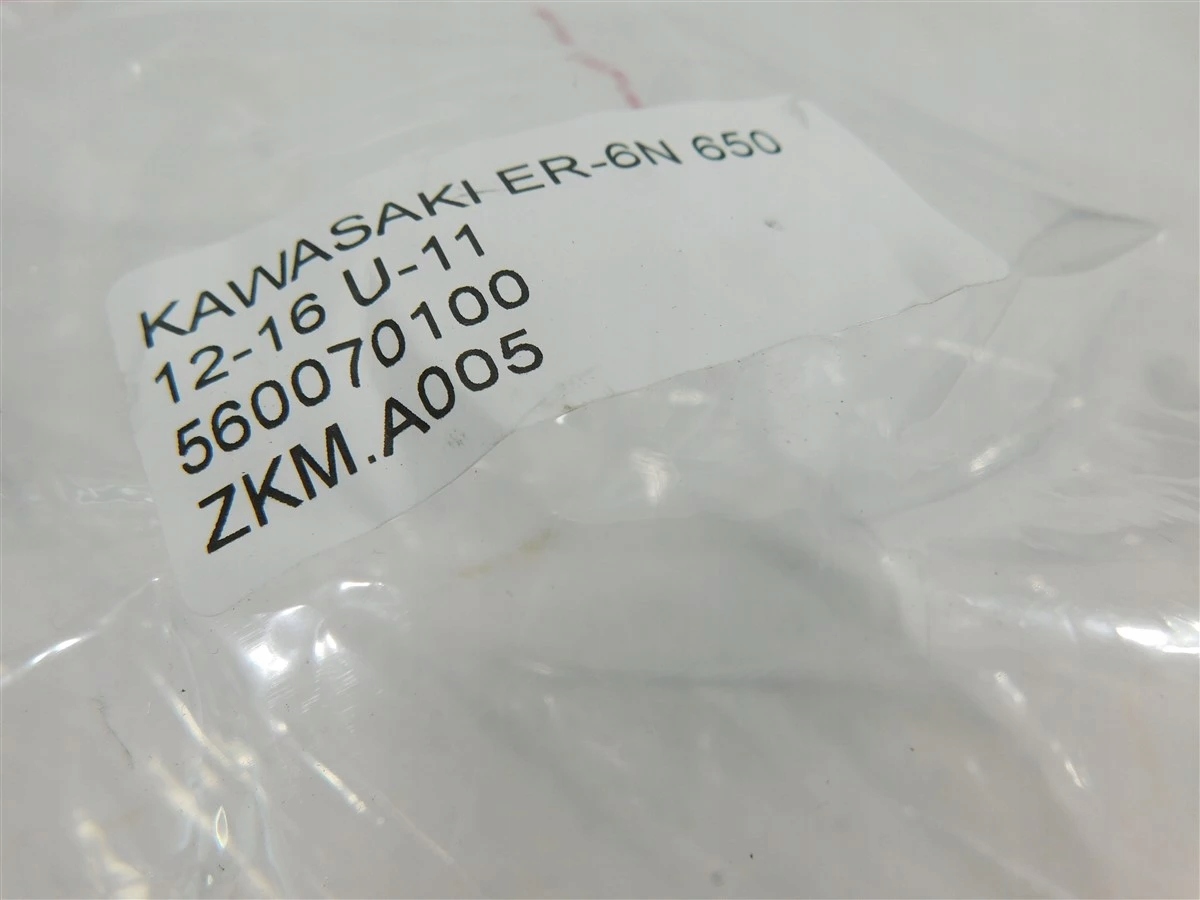 KAWASAKI ER-6N 650
12-16 U-11
560070100
ZKM.A005